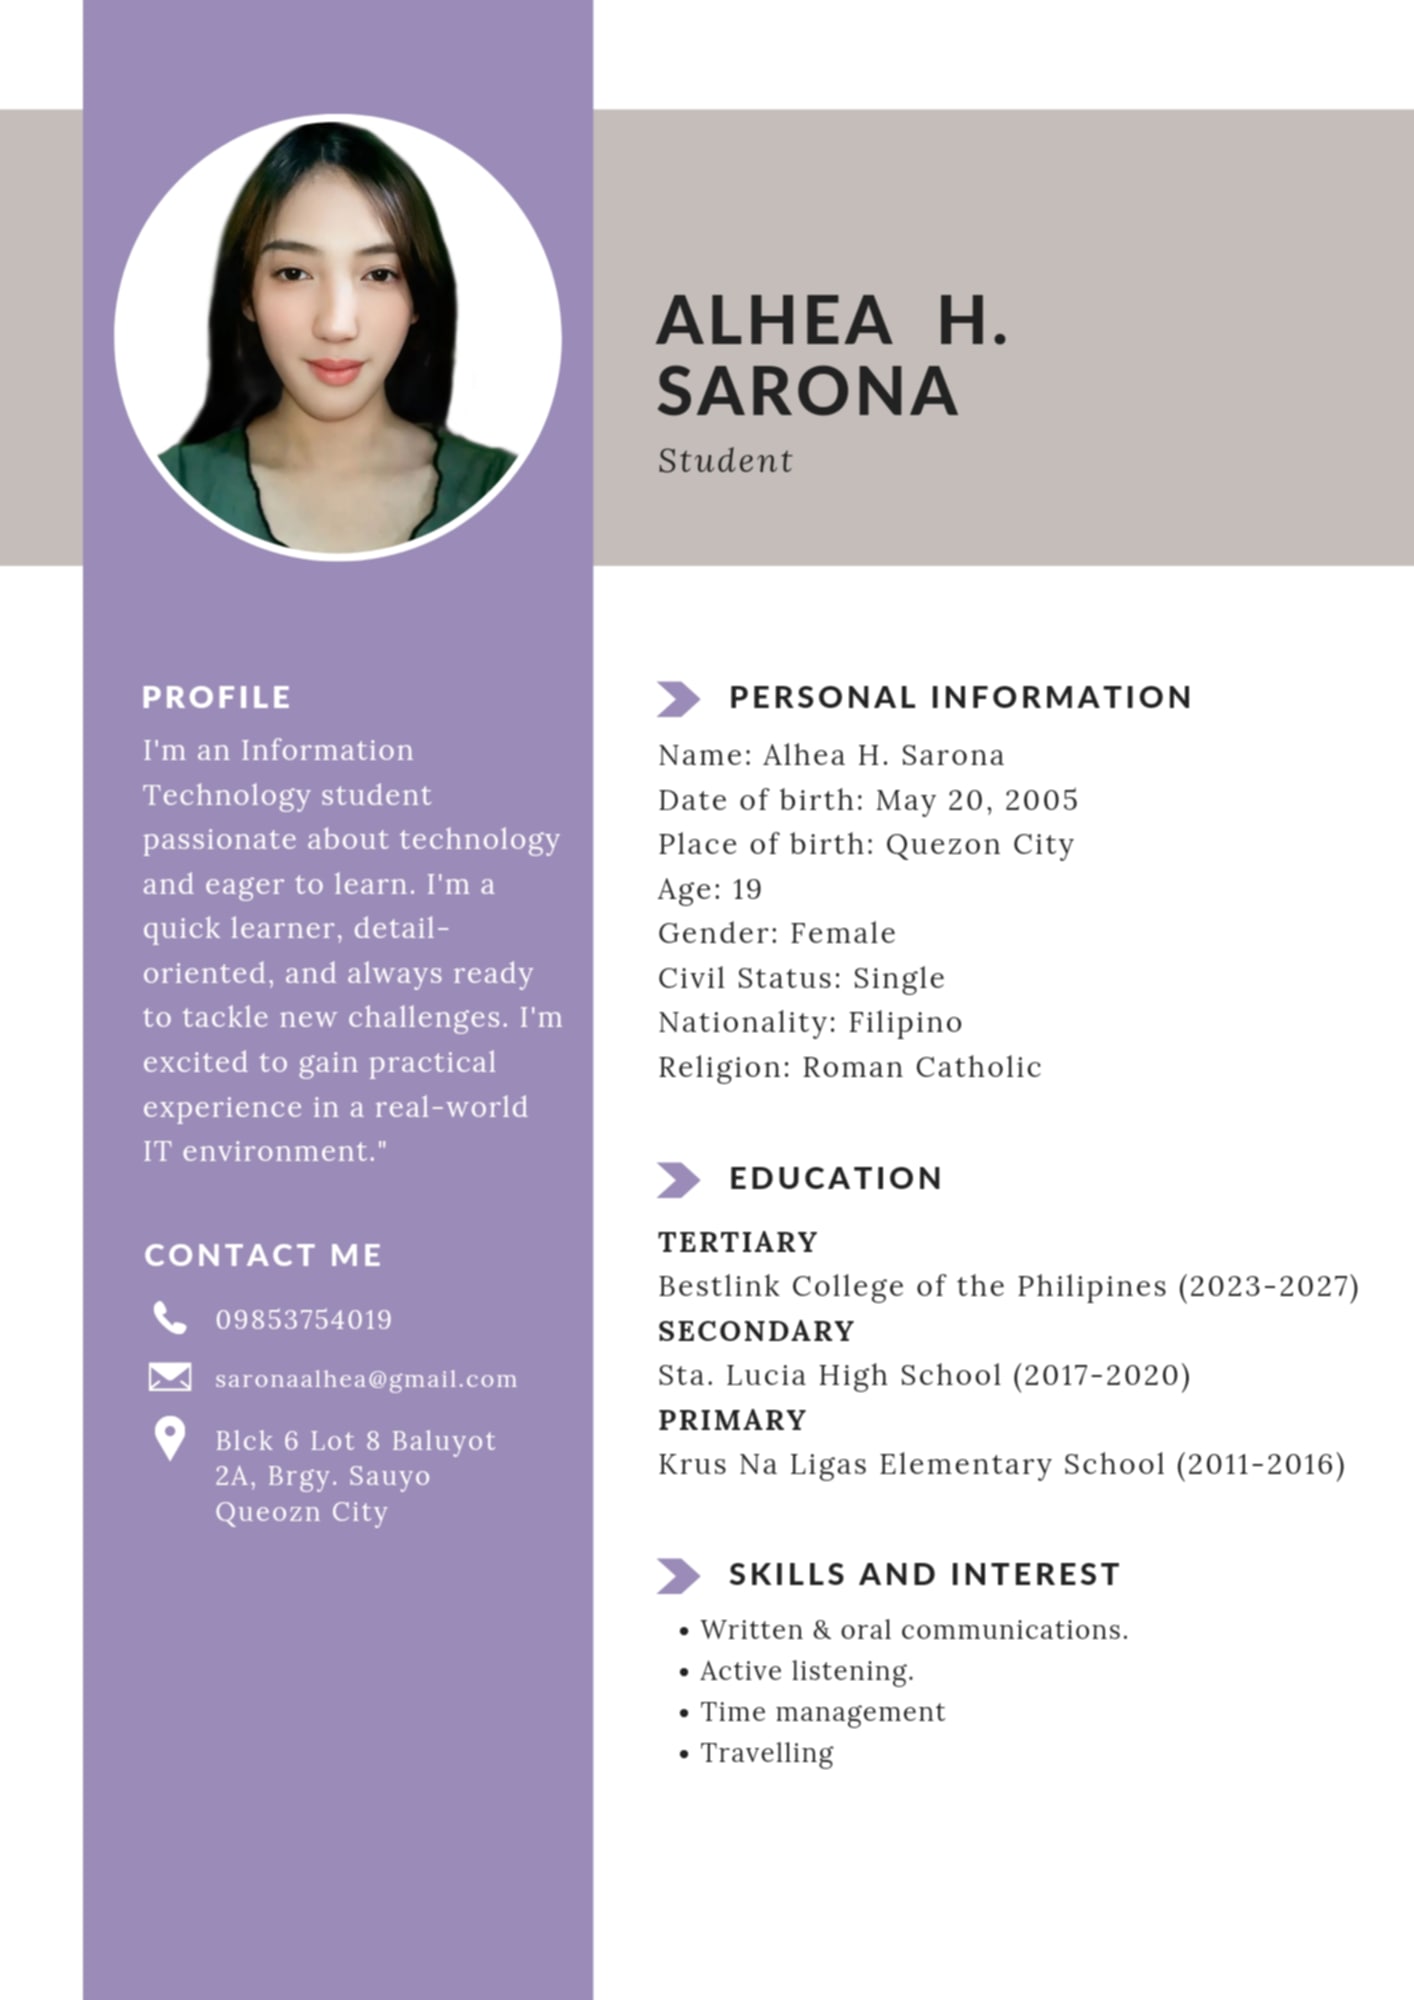 ALHEA H.
SARONA
Student
PROFILE
I'm an Information
Technology student
passionate about technology
and eager to learn. I'm a
quick learner, detail-
oriented, and always ready
to tackle new challenges. I'm
excited to gain practical
experience in a real-world
IT environment."
CONTACT ME
09853754019
saronaalhea@gmail.com
Blck 6 Lot 8 Baluyot
2A, Brgy. Sauyo
Queozn City
PERSONAL INFORMATION
Name: Alhea H. Sarona
Date of birth: May 20, 2005
Place of birth: Quezon City
Age: 19
Gender: Female
Civil Status: Single
Nationality: Filipino
Religion: Roman Catholic
EDUCATION
TERTIARY
Bestlink College of the Philipines (2023-2027)
SECONDARY
Sta. Lucia High School (2017-2020)
PRIMARY
Krus Na Ligas Elementary School (2011-2016)
SKILLS AND INTEREST
• Written & oral communications.
• Active listening.
• Time management
• Travelling